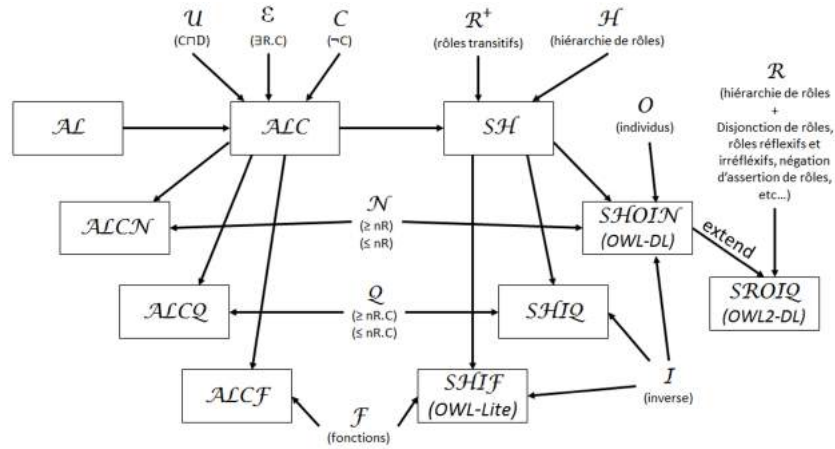 U
(C⊓D)
ℰ
(∃R.C)
C
(¬C)
R⁺
(rôles transitifs)
H
(hiérarchie de rôles)
R
(hiérarchie de rôles
+
Disjonction de rôles,
rôles réflexifs et
irréfléxifs, négation
d'assertion de rôles,
etc...)
O
(individus)
AL
ALC
SH
ALCN
N
(≥ nR)
(≤ nR)
SHOIN
(OWL-DL)
extend
SROIQ
(OWL2-DL)
ALCQ
Q
(≥ nR.C)
(≤ nR.C)
SHIQ
ALCF
F
(fonctions)
SHIF
(OWL-Lite)
I
(inverse)